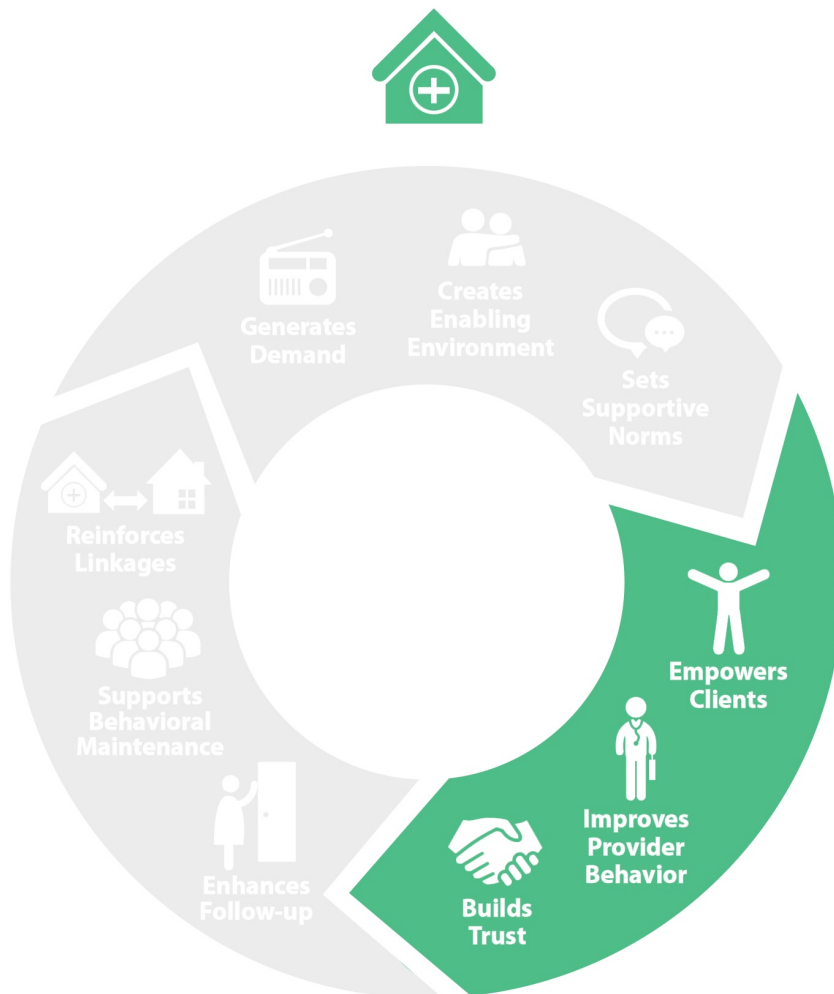 Generates
Demand
Creates
Enabling
Environment
Sets
Supportive
Norms
Empowers
Clients
Improves
Provider
Behavior
Builds
Trust
Enhances
Follow-up
Supports
Behavioral
Maintenance
Reinforces
Linkages